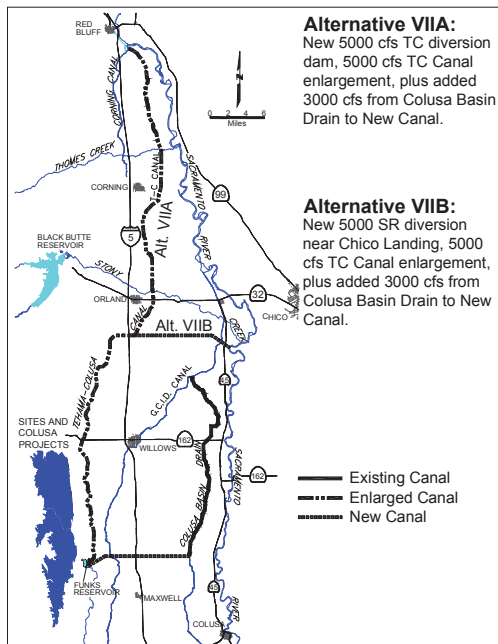 Alternative VIIA:
New 5000 cfs TC diversion
dam, 5000 cfs TC Canal
enlargement, plus added
3000 cfs from Colusa Basin
Drain to New Canal.
Alternative VIIB:
New 5000 SR diversion
near Chico Landing, 5000
cfs TC Canal enlargement,
plus added 3000 cfs from
Colusa Basin Drain to New
Canal.
RED
BLUFF
CORNING CANAL
N
0 2 4 6
Miles
THOMES CREEK
CORNING
T-C CANAL
Alt. VIIA
SACRAMENTO
RIVER
99
5
BLACK BUTTE
RESERVOIR
STONY
CREEK
ORLAND
32
CHICO
CANAL
Alt. VIIB
TEHAMA-COLUSA
G.C.I.D. CANAL
45
SITES AND
COLUSA
PROJECTS
162
WILLOWS
162
COLUSA BASIN
DRAIN
SACRAMENTO
RIVER
Existing Canal
Enlarged Canal
New Canal
FUNKS
RESERVOIR
MAXWELL
45
COLUSA